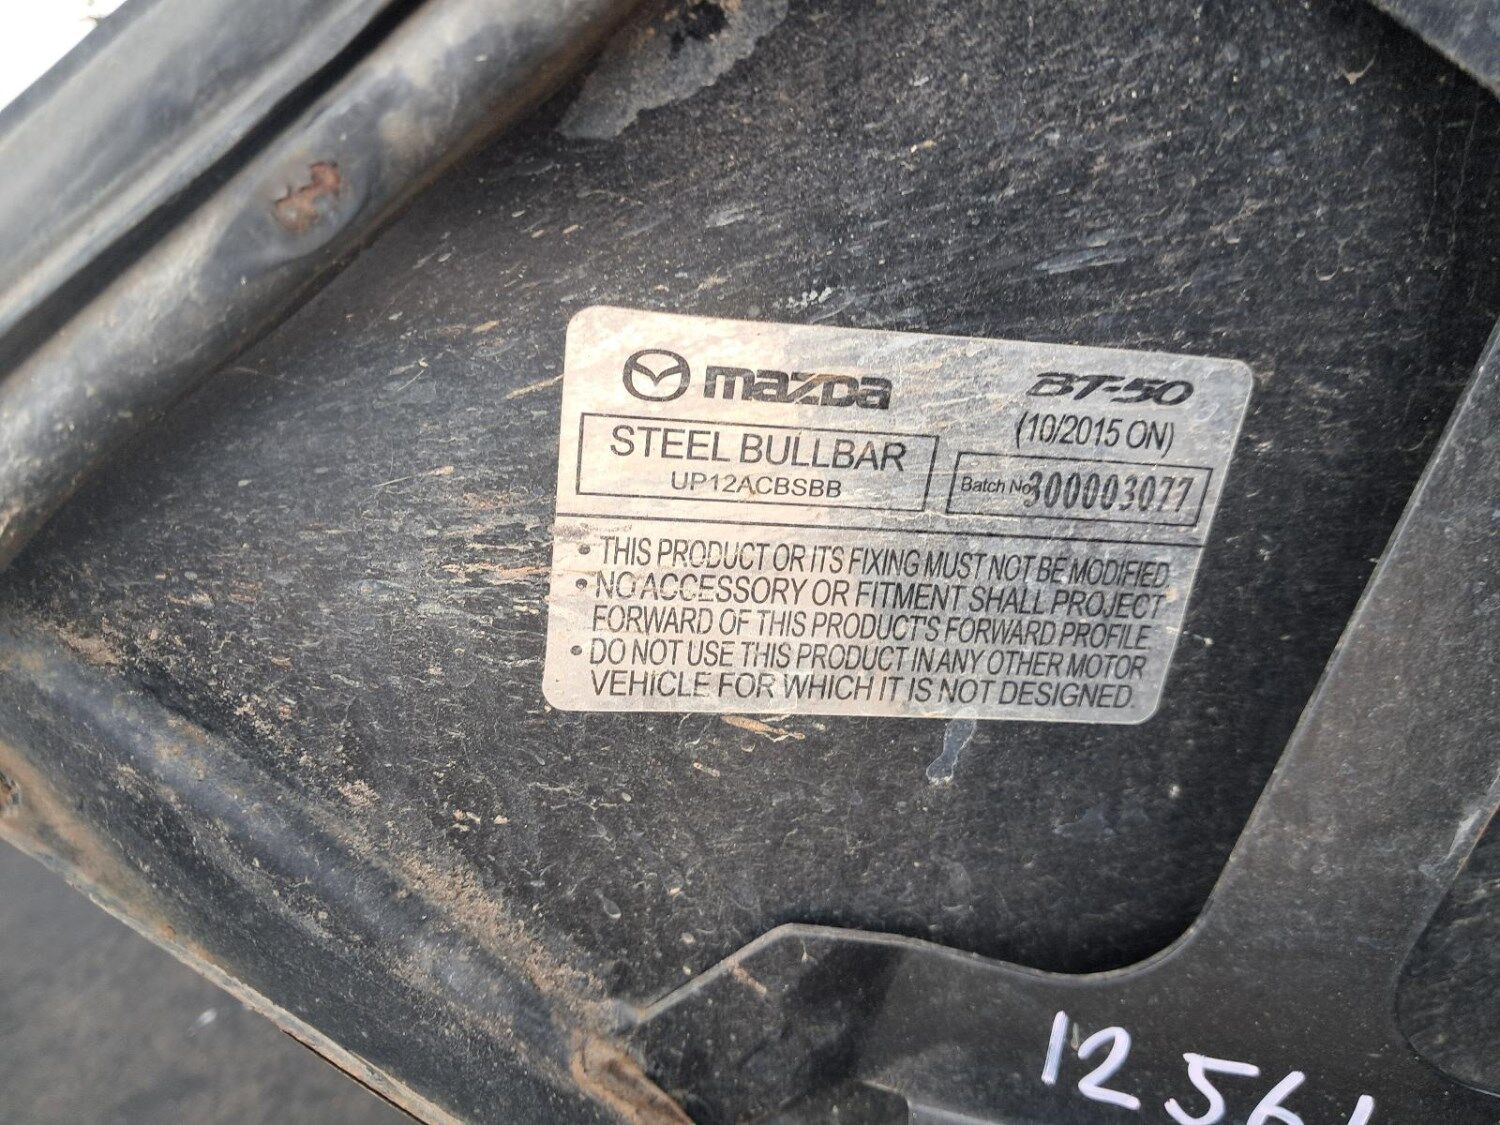 mazda BT-50
(10/2015 ON)
STEEL BULLBAR
UP12ACBSBB
Batch No 300003077
• THIS PRODUCT OR ITS FIXING MUST NOT BE MODIFIED.
• NO ACCESSORY OR FITMENT SHALL PROJECT
FORWARD OF THIS PRODUCT'S FORWARD PROFILE.
• DO NOT USE THIS PRODUCT IN ANY OTHER MOTOR
VEHICLE FOR WHICH IT IS NOT DESIGNED.
12 561